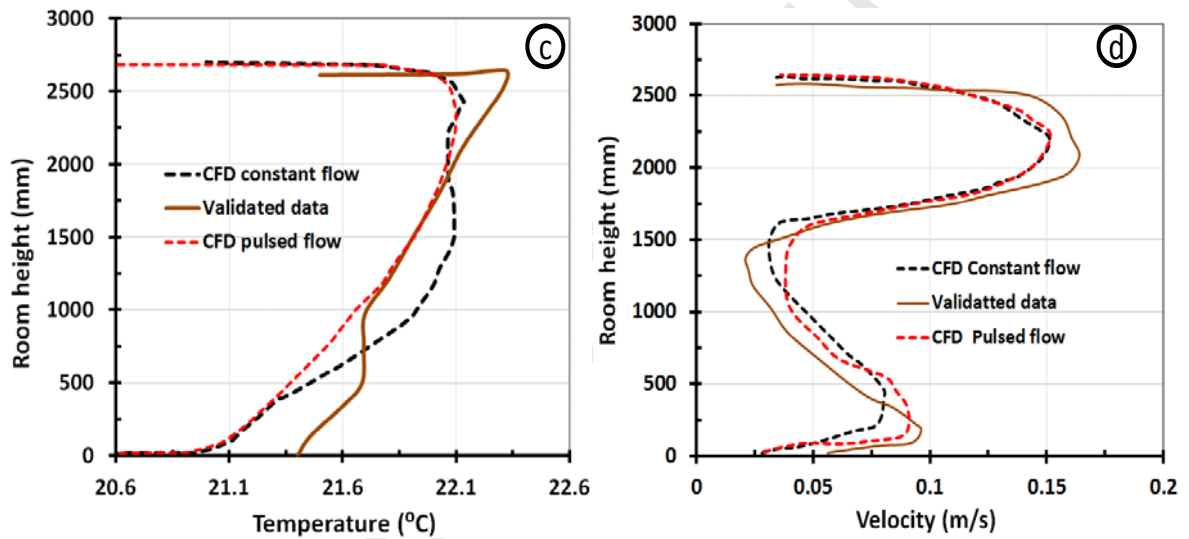 c
3000
2500
2000
1500
1000
500
0
Room height (mm)
CFD constant flow
Validated data
CFD pulsed flow
20.6 21.1 21.6 22.1 22.6
Temperature (⁰C)
d
3000
2500
2000
1500
1000
500
0
Room height (mm)
CFD Constant flow
Validatted data
CFD Pulsed flow
0 0.05 0.1 0.15 0.2
Velocity (m/s)